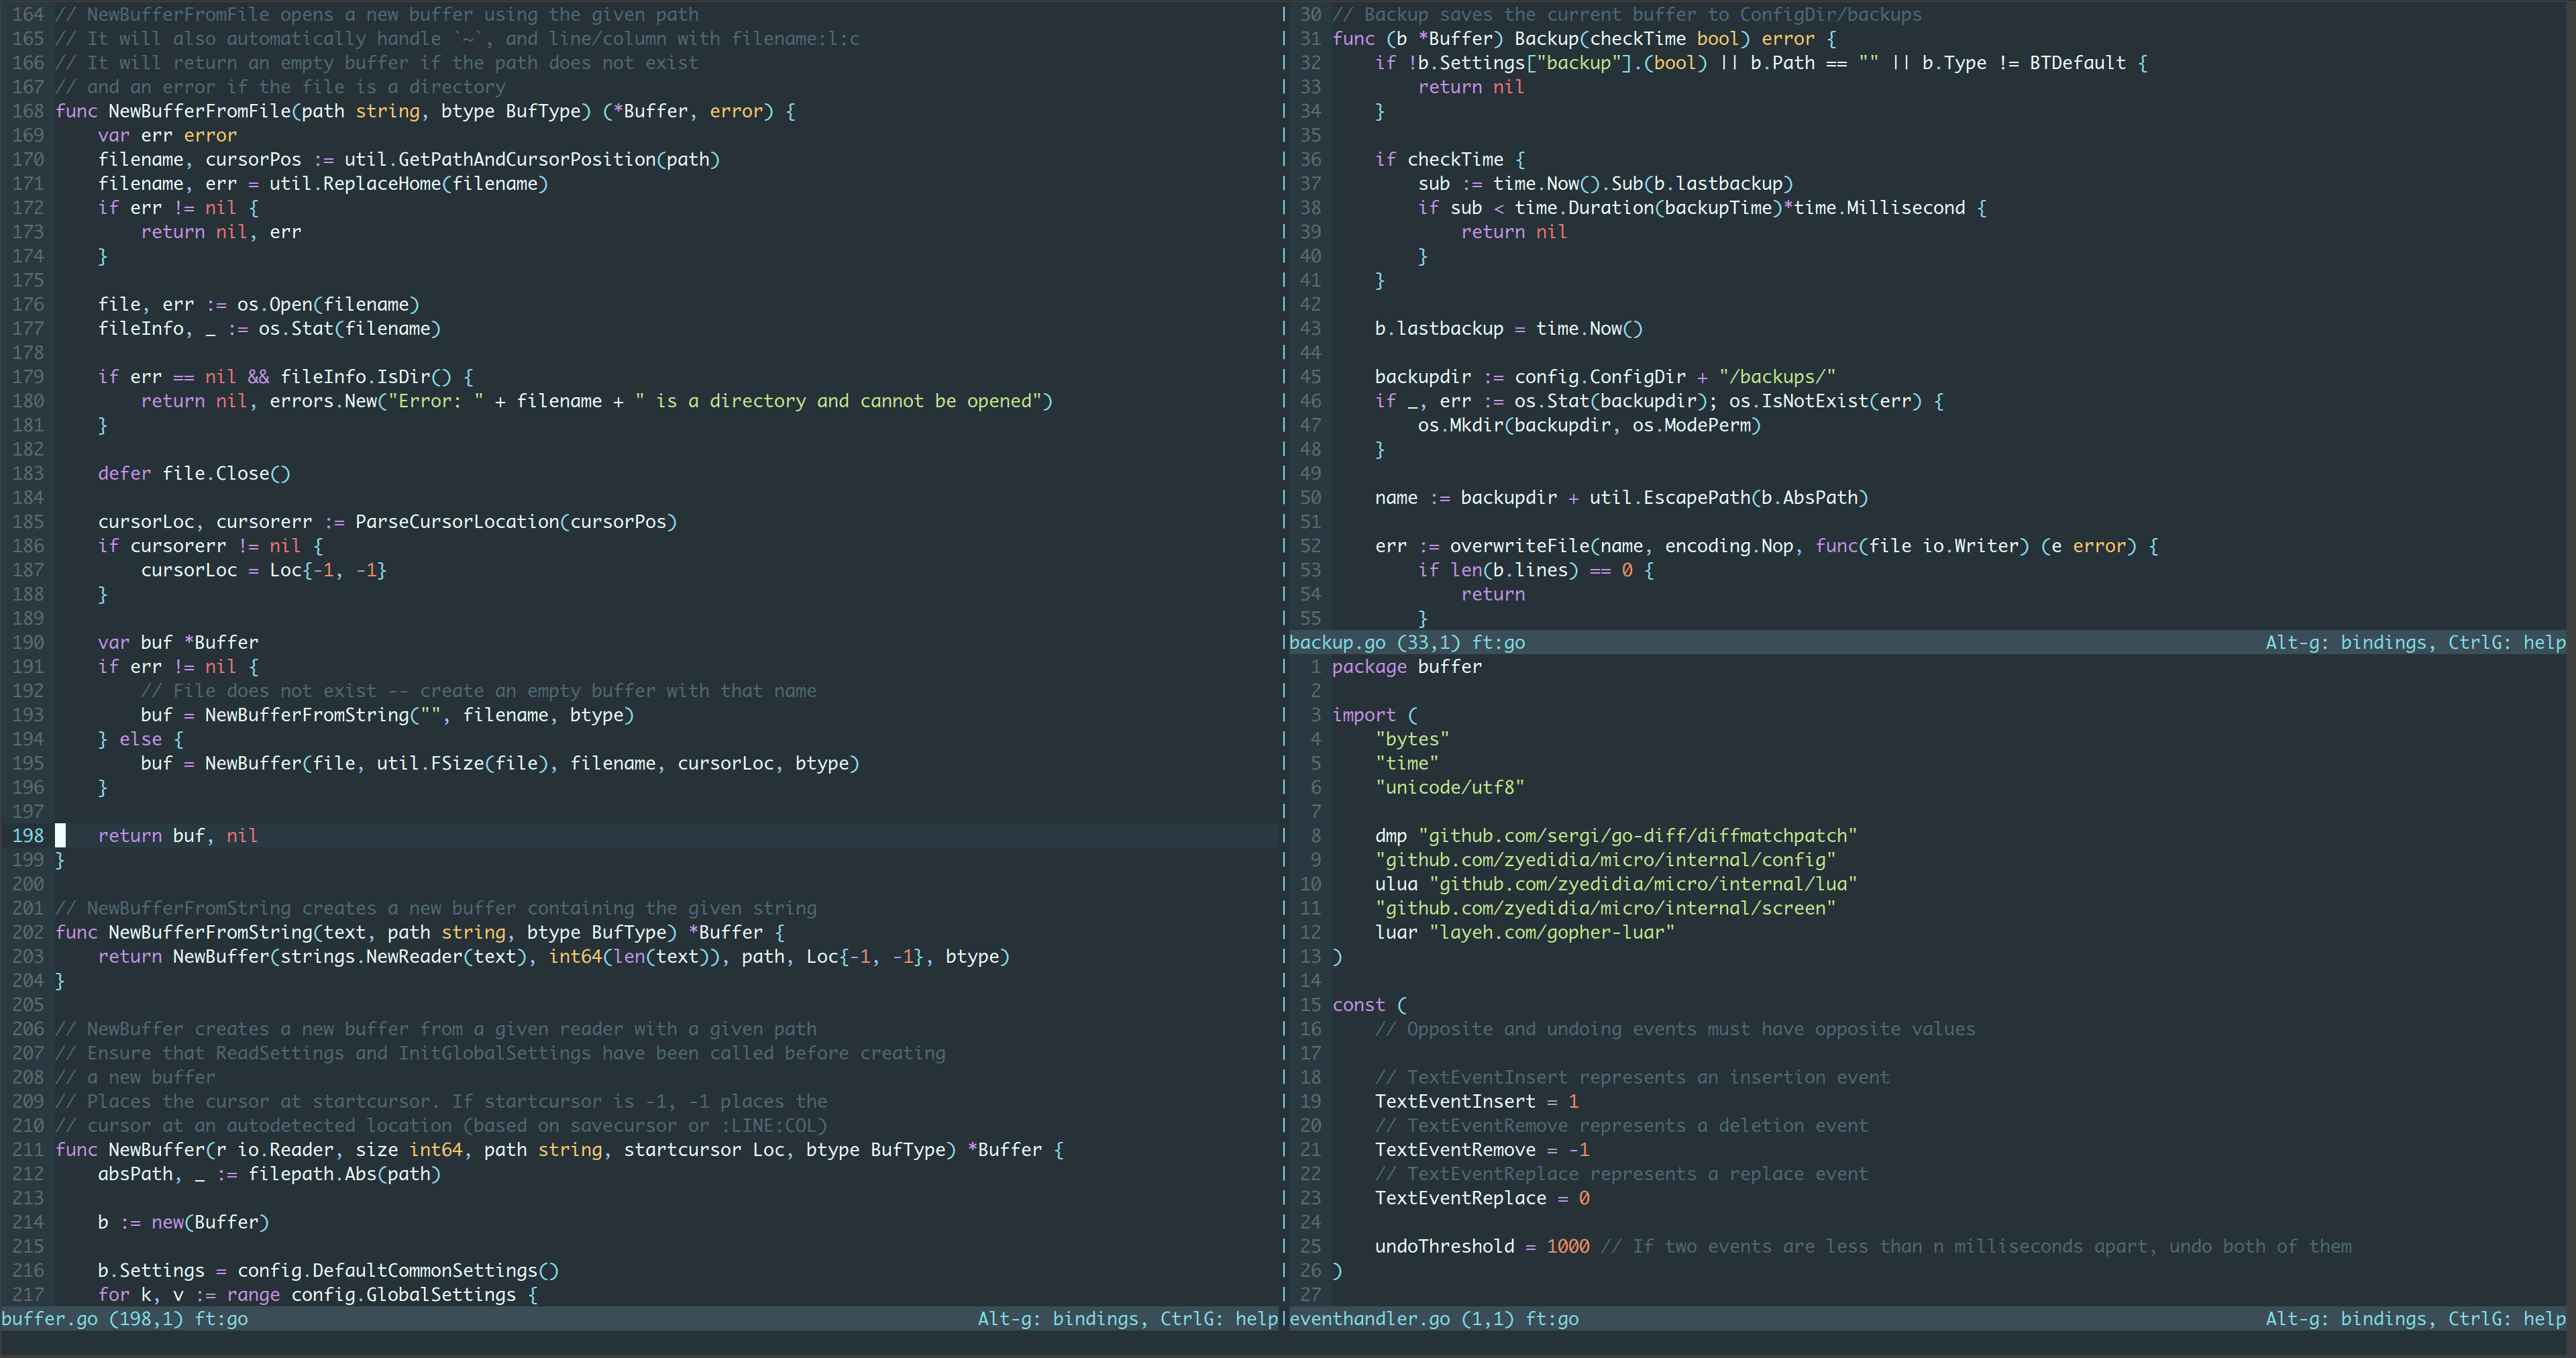 164 // NewBufferFromFile opens a new buffer using the given path
165 // It will also automatically handle `~`, and line/column with filename:l:c
166 // It will return an empty buffer if the path does not exist
167 // and an error if the file is a directory
168 func NewBufferFromFile(path string, btype BufType) (*Buffer, error) {
169     var err error
170     filename, cursorPos := util.GetPathAndCursorPosition(path)
171     filename, err = util.ReplaceHome(filename)
172     if err != nil {
173         return nil, err
174     }
175
176     file, err := os.Open(filename)
177     fileInfo, _ := os.Stat(filename)
178
179     if err == nil && fileInfo.IsDir() {
180         return nil, errors.New("Error: " + filename + " is a directory and cannot be opened")
181     }
182
183     defer file.Close()
184
185     cursorLoc, cursorerr := ParseCursorLocation(cursorPos)
186     if cursorerr != nil {
187         cursorLoc = Loc{-1, -1}
188     }
189
190     var buf *Buffer
191     if err != nil {
192         // File does not exist -- create an empty buffer with that name
193         buf = NewBufferFromString("", filename, btype)
194     } else {
195         buf = NewBuffer(file, util.FSize(file), filename, cursorLoc, btype)
196     }
197
198     return buf, nil
199 }
200
201 // NewBufferFromString creates a new buffer containing the given string
202 func NewBufferFromString(text, path string, btype BufType) *Buffer {
203     return NewBuffer(strings.NewReader(text), int64(len(text)), path, Loc{-1, -1}, btype)
204 }
205
206 // NewBuffer creates a new buffer from a given reader with a given path
207 // Ensure that ReadSettings and InitGlobalSettings have been called before creating
208 // a new buffer
209 // Places the cursor at startcursor. If startcursor is -1, -1 places the
210 // cursor at an autodetected location (based on savecursor or :LINE:COL)
211 func NewBuffer(r io.Reader, size int64, path string, startcursor Loc, btype BufType) *Buffer {
212     absPath, _ := filepath.Abs(path)
213
214     b := new(Buffer)
215
216     b.Settings = config.DefaultCommonSettings()
217     for k, v := range config.GlobalSettings {
buffer.go (198,1) ft:go Alt-g: bindings, CtrlG: help
30 // Backup saves the current buffer to ConfigDir/backups
31 func (b *Buffer) Backup(checkTime bool) error {
32     if !b.Settings["backup"].(bool) || b.Path == "" || b.Type != BTDefault {
33         return nil
34     }
35
36     if checkTime {
37         sub := time.Now().Sub(b.lastbackup)
38         if sub < time.Duration(backupTime)*time.Millisecond {
39             return nil
40         }
41     }
42
43     b.lastbackup = time.Now()
44
45     backupdir := config.ConfigDir + "/backups/"
46     if _, err := os.Stat(backupdir); os.IsNotExist(err) {
47         os.Mkdir(backupdir, os.ModePerm)
48     }
49
50     name := backupdir + util.EscapePath(b.AbsPath)
51
52     err := overwriteFile(name, encoding.Nop, func(file io.Writer) (e error) {
53         if len(b.lines) == 0 {
54             return
55         }
backup.go (33,1) ft:go Alt-g: bindings, CtrlG: help
1 package buffer
2
3 import (
4     "bytes"
5     "time"
6     "unicode/utf8"
7
8     dmp "github.com/sergi/go-diff/diffmatchpatch"
9     "github.com/zyedidia/micro/internal/config"
10     ulua "github.com/zyedidia/micro/internal/lua"
11     "github.com/zyedidia/micro/internal/screen"
12     luar "layeh.com/gopher-luar"
13 )
14
15 const (
16     // Opposite and undoing events must have opposite values
17
18     // TextEventInsert represents an insertion event
19     TextEventInsert = 1
20     // TextEventRemove represents a deletion event
21     TextEventRemove = -1
22     // TextEventReplace represents a replace event
23     TextEventReplace = 0
24
25     undoThreshold = 1000 // If two events are less than n milliseconds apart, undo both of them
26 )
27
eventhandler.go (1,1) ft:go Alt-g: bindings, CtrlG: help